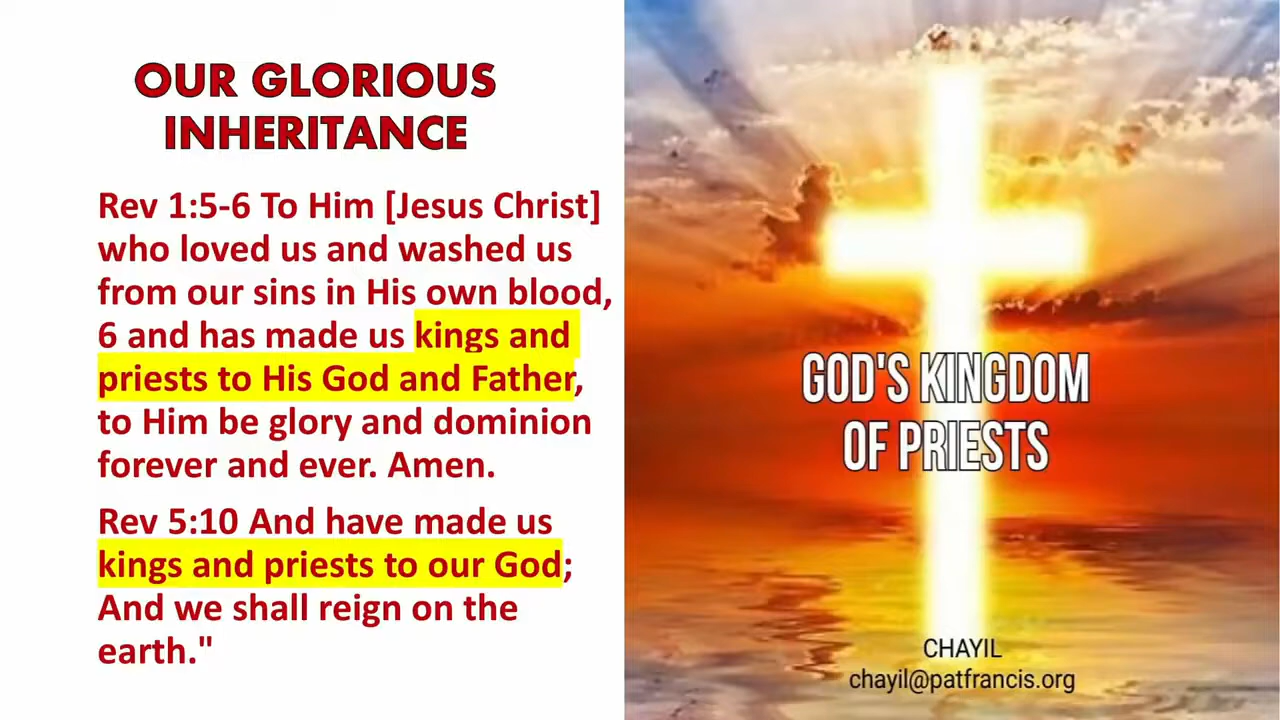 OUR GLORIOUS
INHERITANCE
Rev 1:5-6 To Him [Jesus Christ]
who loved us and washed us
from our sins in His own blood,
6 and has made us kings and
priests to His God and Father,
to Him be glory and dominion
forever and ever. Amen.
Rev 5:10 And have made us
kings and priests to our God;
And we shall reign on the
earth."
GOD'S KINGDOM
OF PRIESTS
CHAYIL
chayil@patfrancis.org